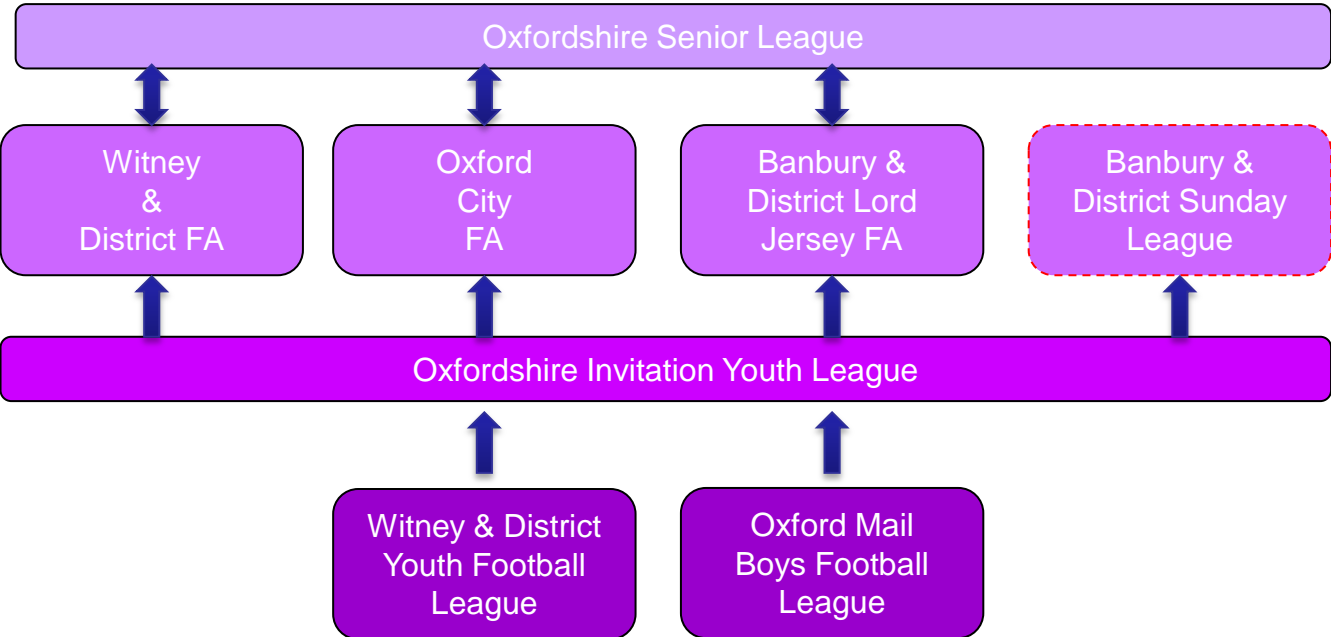 Oxfordshire Senior League
Witney
&
District FA
Oxford
City
FA
Banbury &
District Lord
Jersey FA
Banbury &
District Sunday
League
Oxfordshire Invitation Youth League
Witney & District
Youth Football
League
Oxford Mail
Boys Football
League